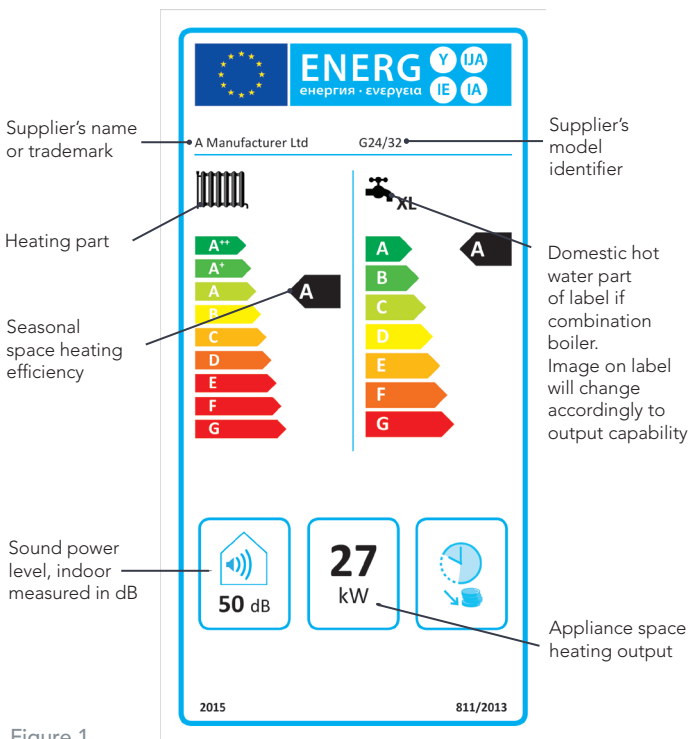 ENERG
енергия · ενεργεια
Y IJA
IE IA
Supplier's name
or trademark
A Manufacturer Ltd
G24/32
Supplier's
model
identifier
XL
Heating part
A++
A+
A
B
C
D
E
F
G
A
A
B
C
D
E
F
G
A
Domestic hot
water part
of label if
combination
boiler.
Image on label
will change
accordingly to
output capability
Seasonal
space heating
efficiency
Sound power
level, indoor
measured in dB
50 dB
27
kW
Appliance space
heating output
2015
811/2013
Figure 1